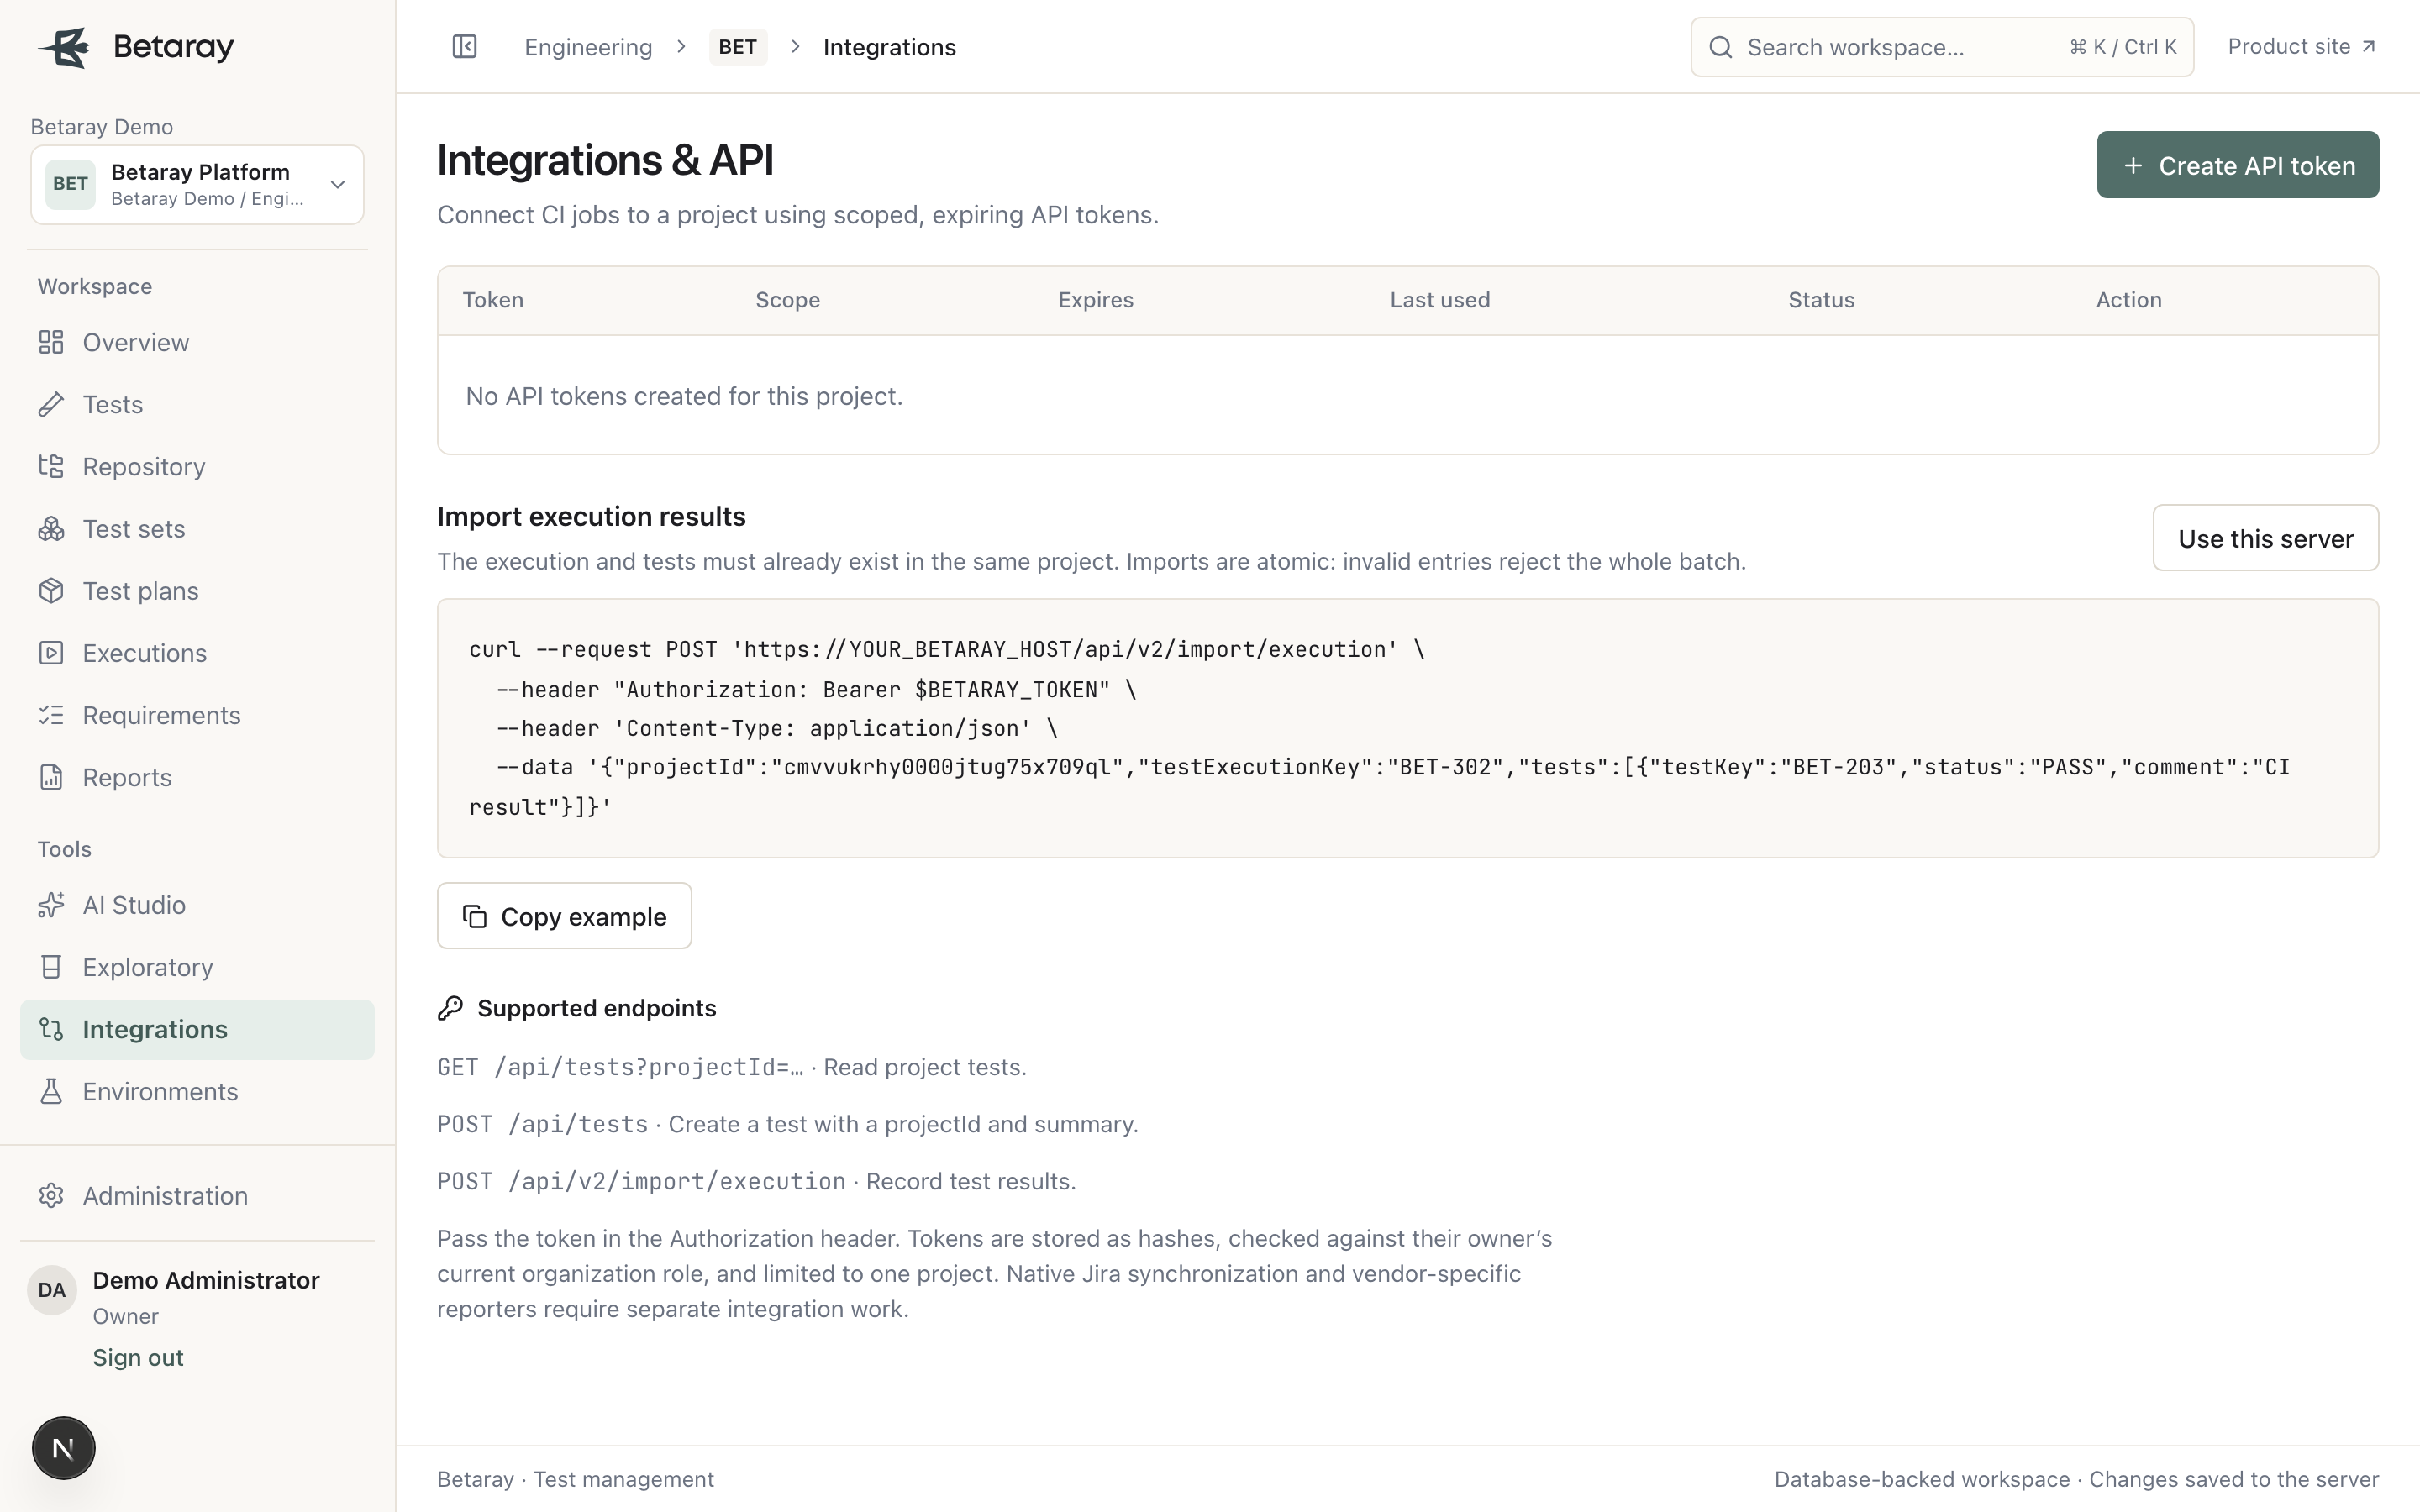 Betaray
Betaray Demo
BET
Betaray Platform
Betaray Demo / Engi...
Workspace
Overview
Tests
Repository
Test sets
Test plans
Executions
Requirements
Reports
Tools
AI Studio
Exploratory
Integrations
Environments
Administration
DA
Demo Administrator
Owner
Sign out
N
Engineering > BET > Integrations
Search workspace... ⌘ K / Ctrl K
Product site ↗
Integrations & API
Connect CI jobs to a project using scoped, expiring API tokens.
+ Create API token
Token Scope Expires Last used Status Action
No API tokens created for this project.
Import execution results
The execution and tests must already exist in the same project. Imports are atomic: invalid entries reject the whole batch.
Use this server
curl --request POST 'https://YOUR_BETARAY_HOST/api/v2/import/execution' \
--header "Authorization: Bearer $BETARAY_TOKEN" \
--header 'Content-Type: application/json' \
--data '{"projectId":"cmvvukrhy0000jtug75x709ql","testExecutionKey":"BET-302","tests":[{"testKey":"BET-203","status":"PASS","comment":"CI
result"}]}'
Copy example
Supported endpoints
GET /api/tests?projectId=… · Read project tests.
POST /api/tests · Create a test with a projectId and summary.
POST /api/v2/import/execution · Record test results.
Pass the token in the Authorization header. Tokens are stored as hashes, checked against their owner’s
current organization role, and limited to one project. Native Jira synchronization and vendor-specific
reporters require separate integration work.
Betaray · Test management
Database-backed workspace · Changes saved to the server